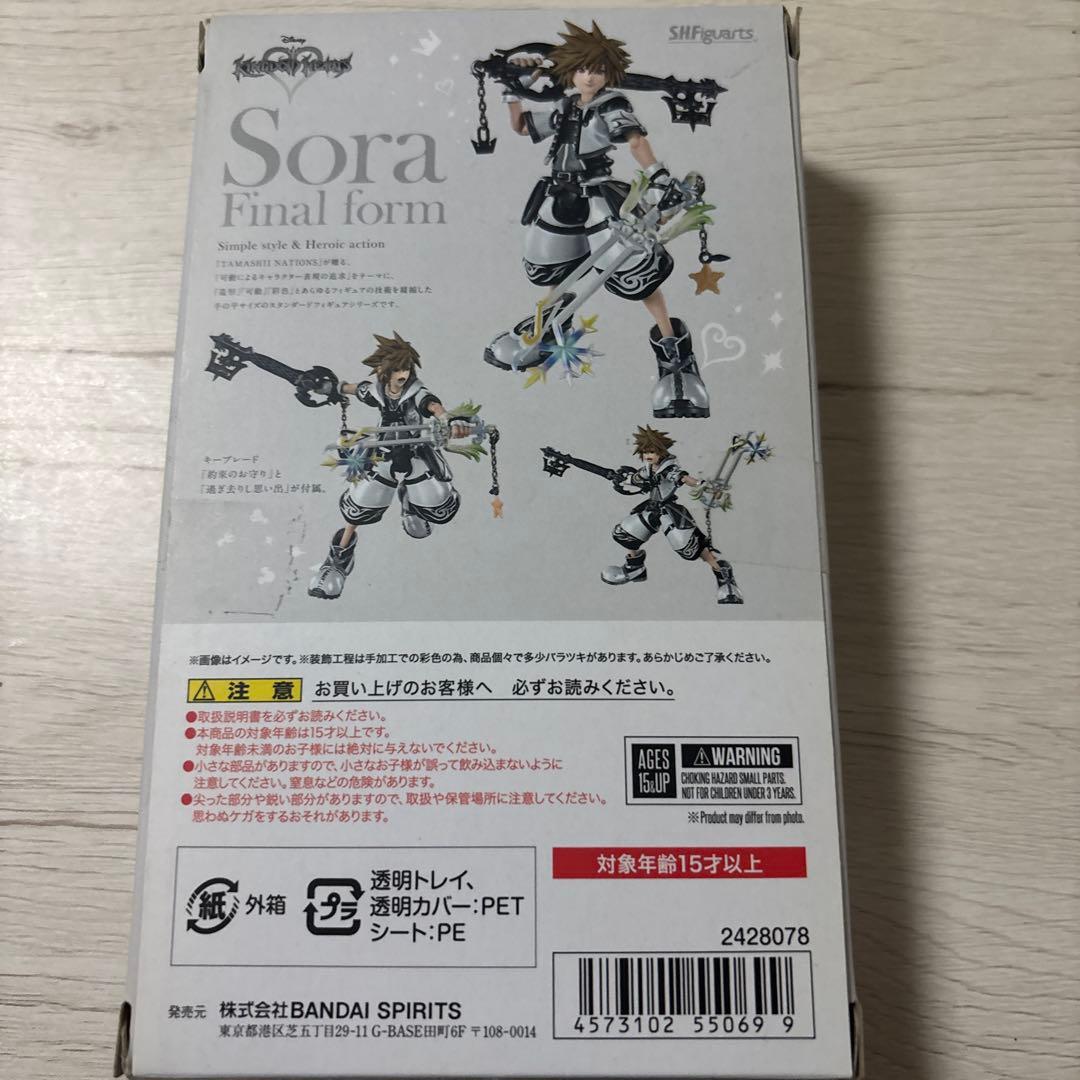 Disney
KINGDOM HEARTS
S.H.Figuarts
Sora
Final form
Simple style & Heroic action
「TAMASHII NATIONS」が贈る、
「可動によるキャラクター表現の追求」をテーマに、
「造形」「可動」「彩色」とあらゆるフィギュアの技術を凝縮した
手の平サイズのスタンダードフィギュアシリーズです。
キーブレード
「約束のお守り」と
「過ぎ去りし思い出」が付属。
※画像はイメージです。※装飾工程は手加工での彩色の為、商品個々で多少バラツキがあります。あらかじめご了承ください。
注意 お買い上げのお客様へ 必ずお読みください。
●取扱説明書を必ずお読みください。
●本商品の対象年齢は15才以上です。
対象年齢未満のお子様には絶対に与えないでください。
●小さな部品がありますので、小さなお子様が誤って飲み込まないように
注意してください。窒息などの危険があります。
●尖った部分や鋭い部分がありますので、取扱や保管場所に注意してください。
思わぬケガをするおそれがあります。
AGES
15&UP
WARNING
CHOKING HAZARD SMALL PARTS.
NOT FOR CHILDREN UNDER 3 YEARS.
※Product may differ from photo.
対象年齢15才以上
紙 外箱
プラ 透明トレイ、
透明カバー:PET
シート:PE
2428078
4573102 55069 9
発売元 株式会社BANDAI SPIRITS
東京都港区芝五丁目29-11 G-BASE田町6F 〒108-0014